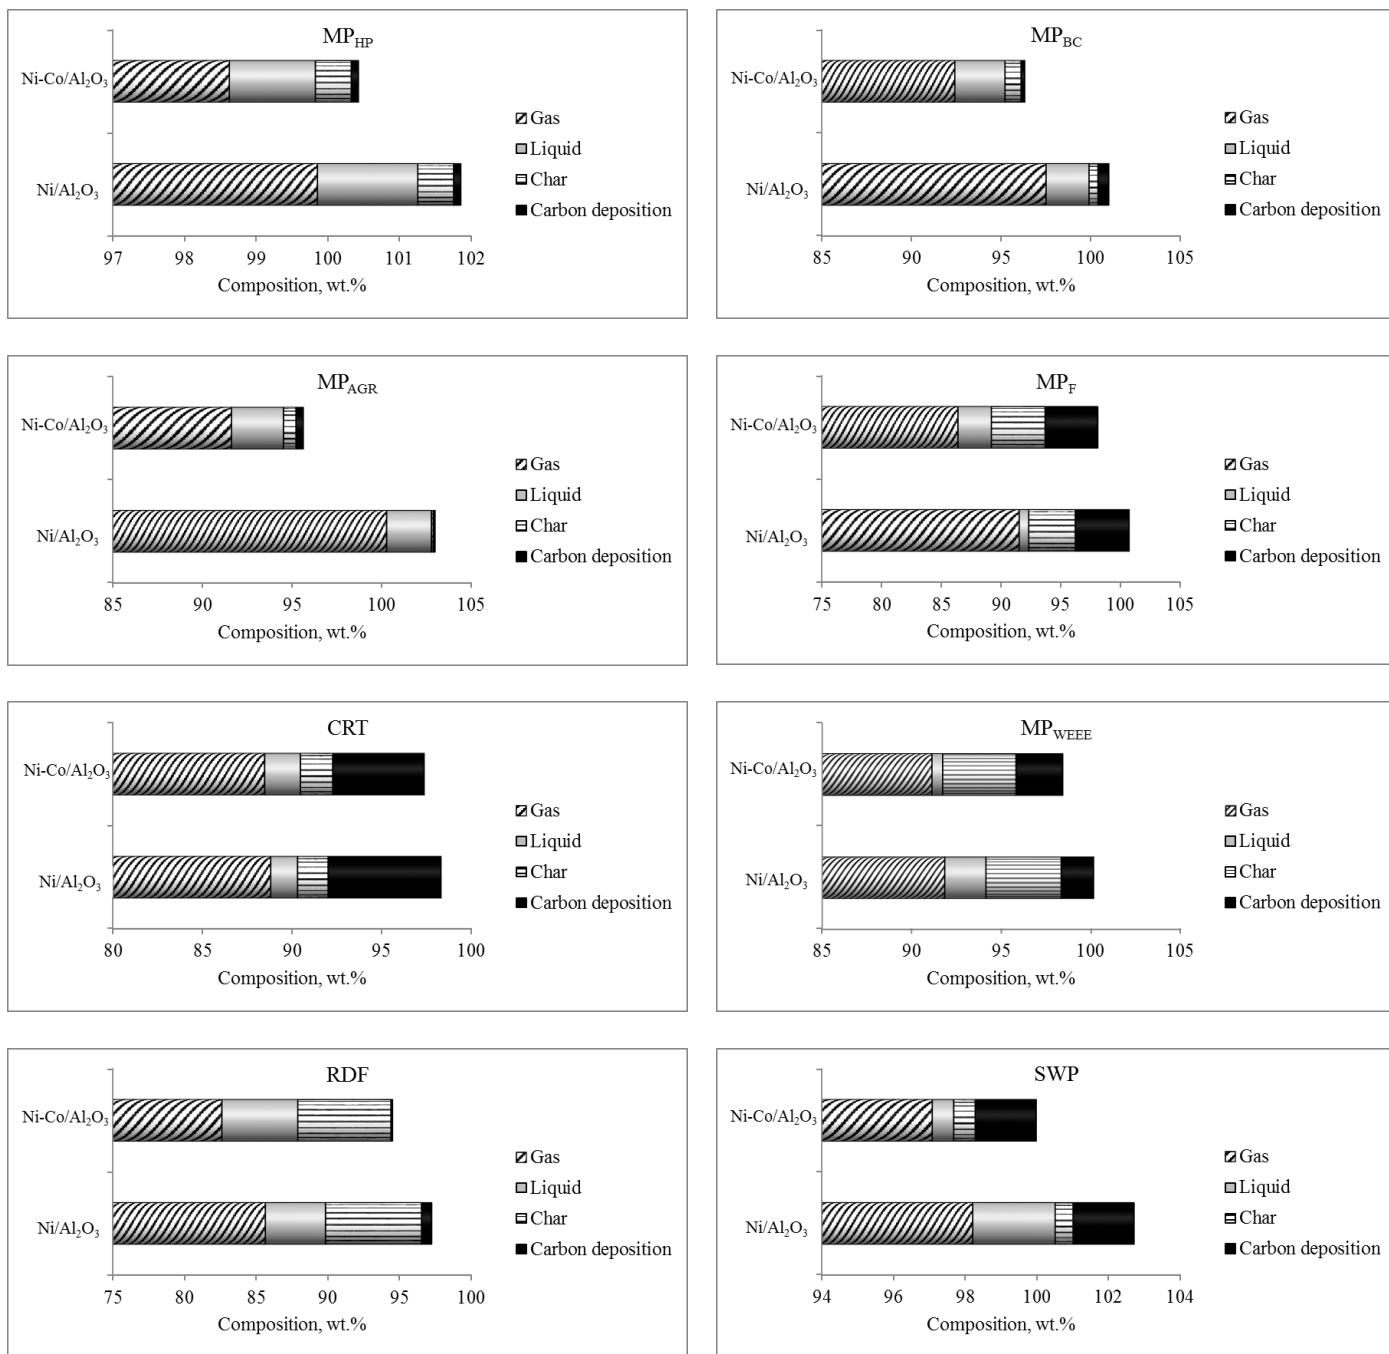 MP_HP
Ni-Co/Al₂O₃
Ni/Al₂O₃
97 98 99 100 101 102
Composition, wt.%
Gas
Liquid
Char
Carbon deposition
MP_BC
Ni-Co/Al₂O₃
Ni/Al₂O₃
85 90 95 100 105
Composition, wt.%
Gas
Liquid
Char
Carbon deposition
MP_AGR
Ni-Co/Al₂O₃
Ni/Al₂O₃
85 90 95 100 105
Composition, wt.%
Gas
Liquid
Char
Carbon deposition
MP_F
Ni-Co/Al₂O₃
Ni/Al₂O₃
75 80 85 90 95 100 105
Composition, wt.%
Gas
Liquid
Char
Carbon deposition
CRT
Ni-Co/Al₂O₃
Ni/Al₂O₃
80 85 90 95 100
Composition, wt.%
Gas
Liquid
Char
Carbon deposition
MP_WEEE
Ni-Co/Al₂O₃
Ni/Al₂O₃
85 90 95 100 105
Composition, wt.%
Gas
Liquid
Char
Carbon deposition
RDF
Ni-Co/Al₂O₃
Ni/Al₂O₃
75 80 85 90 95 100
Composition, wt.%
Gas
Liquid
Char
Carbon deposition
SWP
Ni-Co/Al₂O₃
Ni/Al₂O₃
94 96 98 100 102 104
Composition, wt.%
Gas
Liquid
Char
Carbon deposition